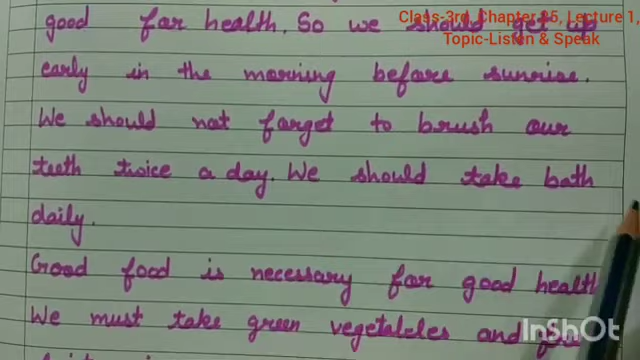 Class-3rd, Chapter-15, Lecture 1,
Topic-Listen & Speak
good for health. So we should get up
early in the morning before sunrise.
We should not forget to brush our
teeth twice a day. We should take bath
daily.
Good food is necessary for good health
We must take green vegetables and
InShOt